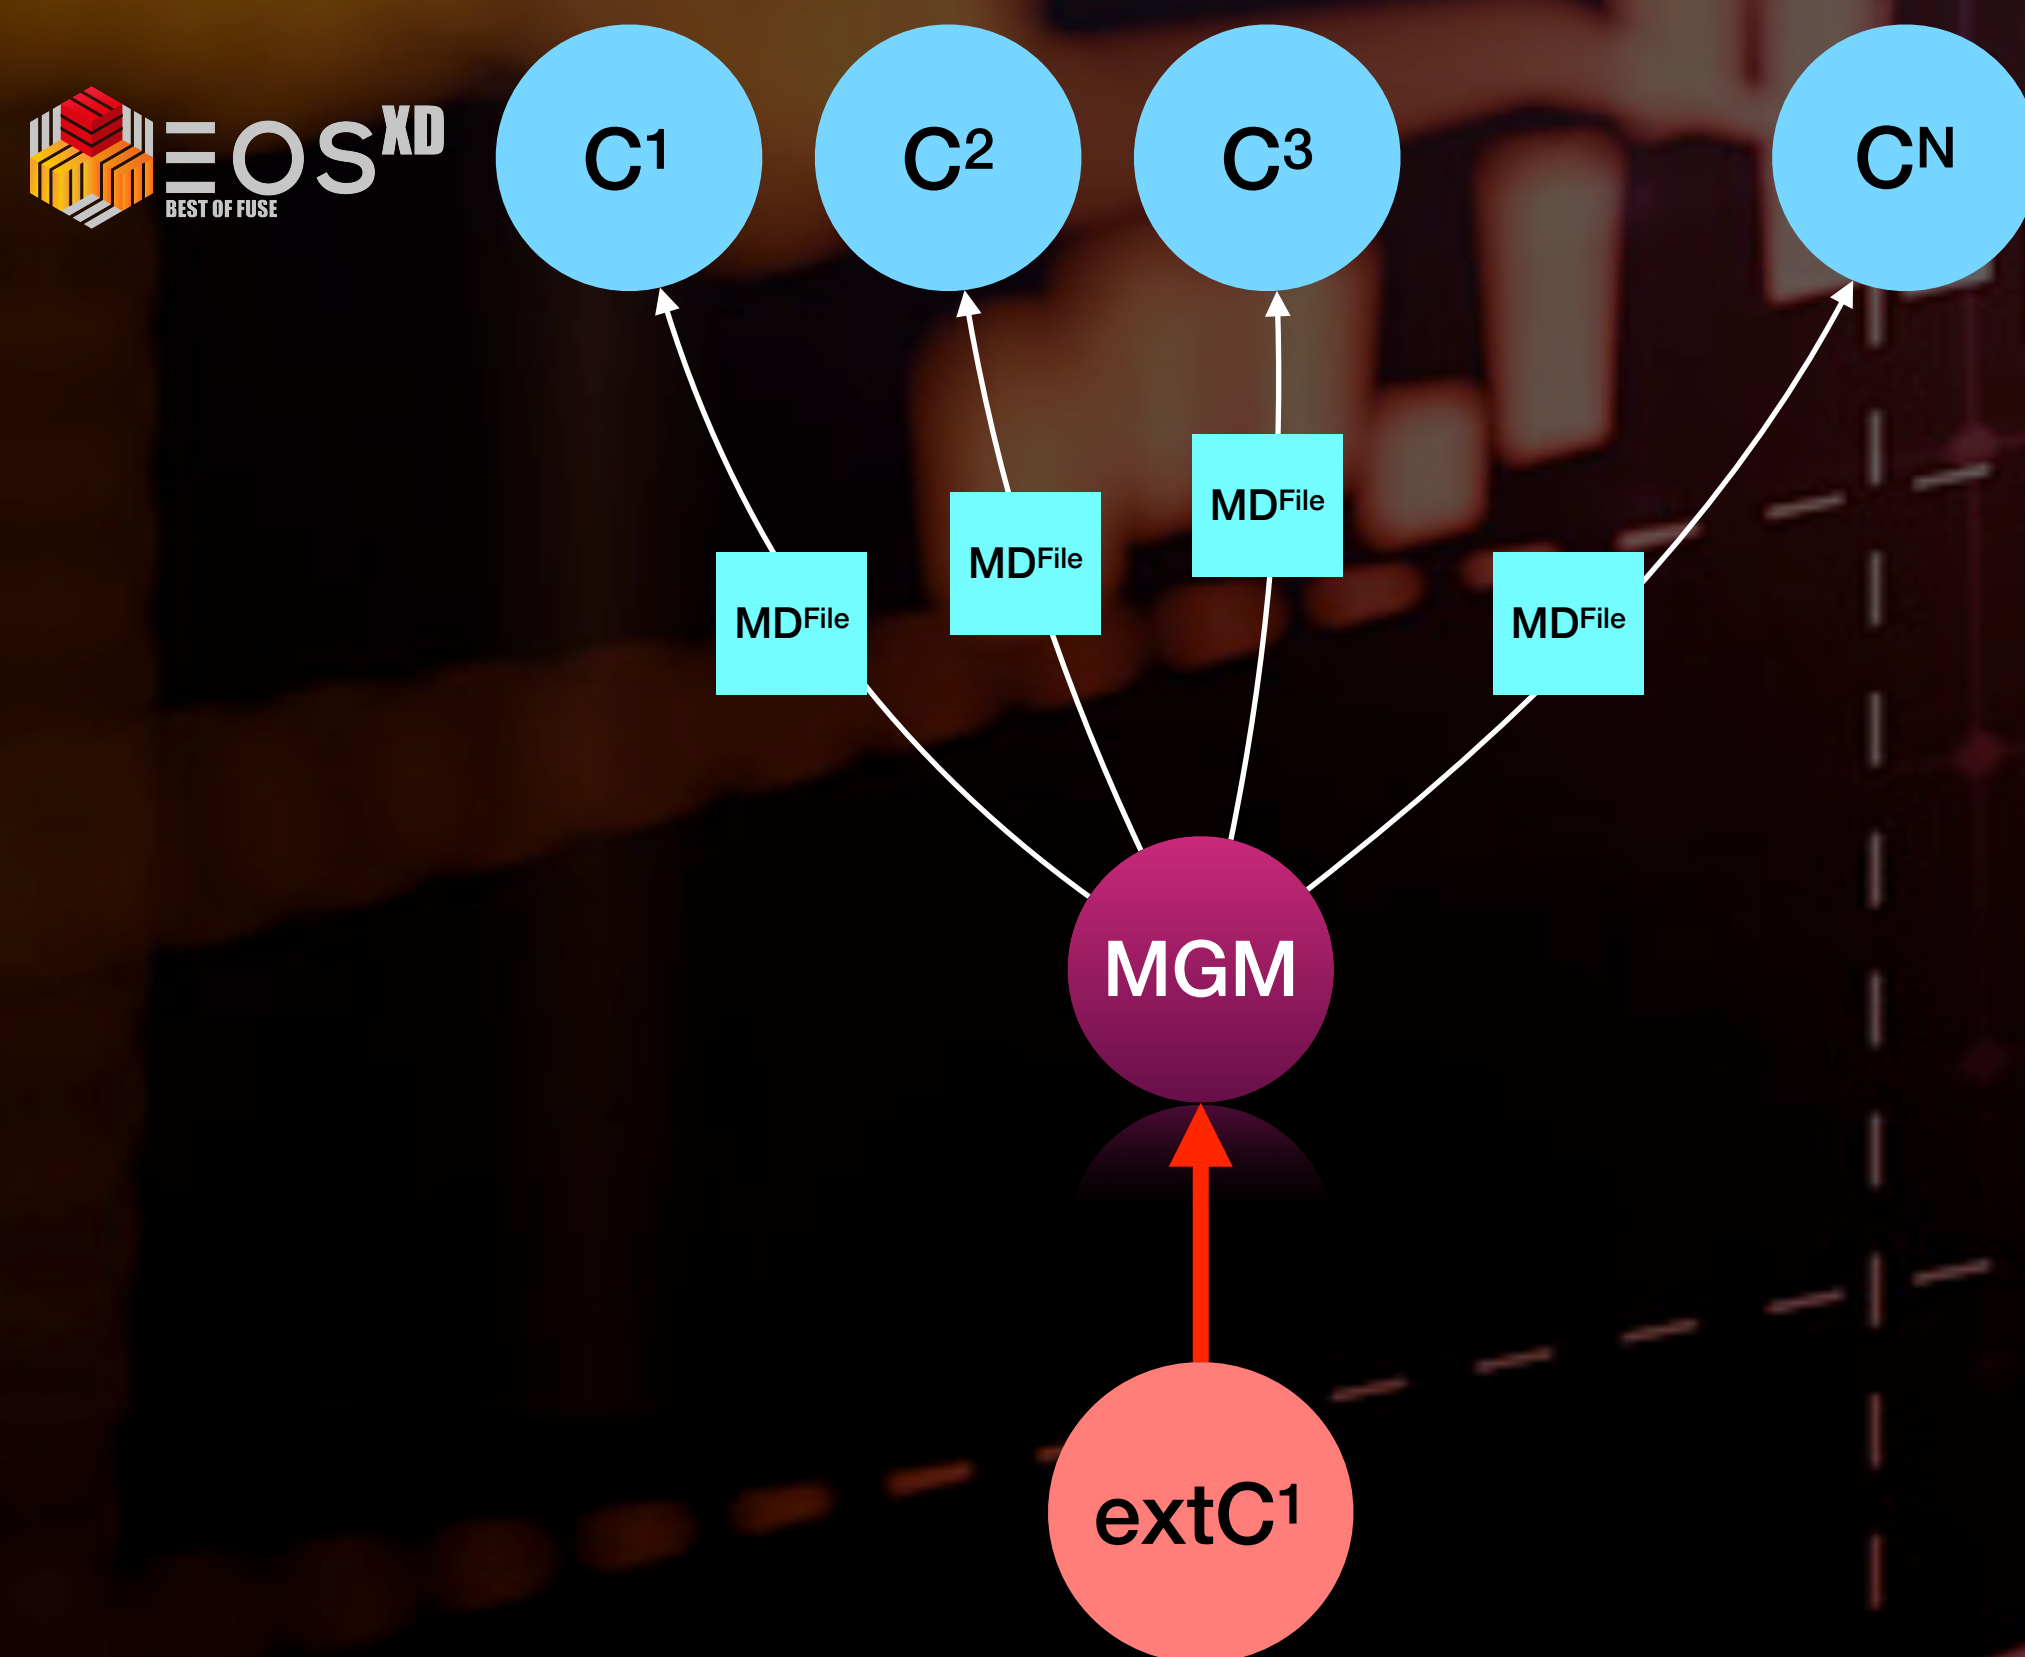 EOS XD
BEST OF FUSE
C1
C2
C3
CN
MDFile
MDFile
MDFile
MDFile
MGM
extC1